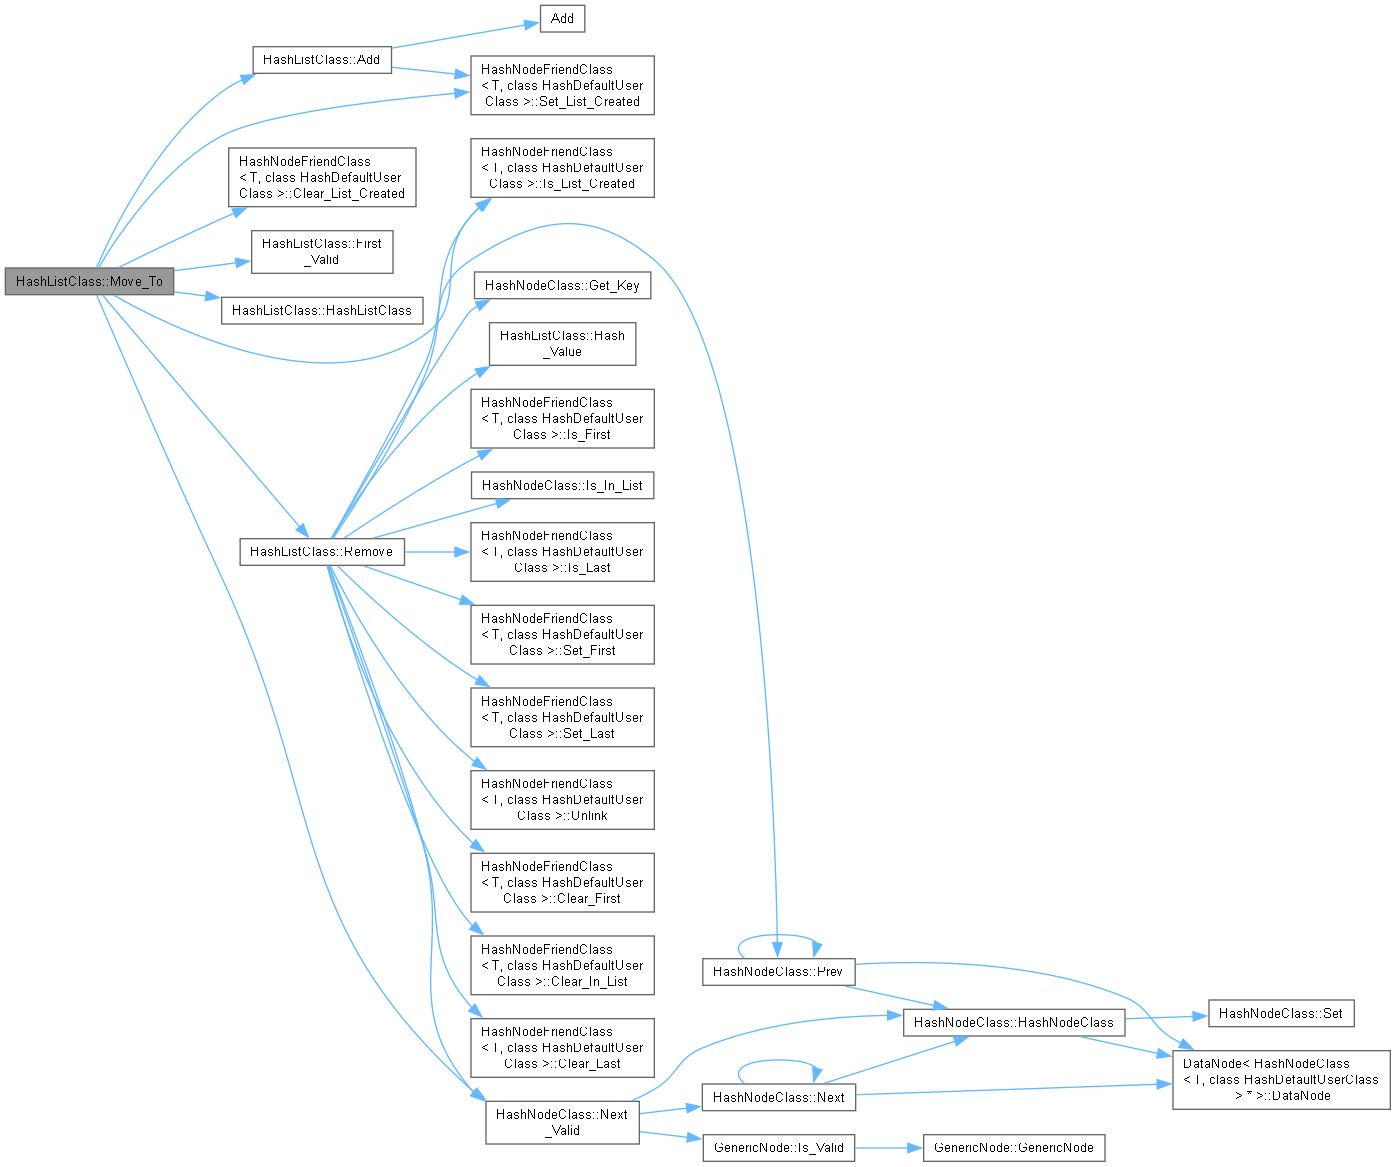 Add
HashListClass::Add
HashNodeFriendClass
< T, class HashDefaultUser
Class >::Set_List_Created
HashNodeFriendClass
< T, class HashDefaultUser
Class >::Is_List_Created
HashNodeFriendClass
< T, class HashDefaultUser
Class >::Clear_List_Created
HashListClass::First
_Valid
HashListClass::Move_To
HashListClass::HashListClass
HashNodeClass::Get_Key
HashListClass::Hash
_Value
HashNodeFriendClass
< T, class HashDefaultUser
Class >::Is_First
HashNodeClass::Is_In_List
HashListClass::Remove
HashNodeFriendClass
< T, class HashDefaultUser
Class >::Is_Last
HashNodeFriendClass
< T, class HashDefaultUser
Class >::Set_First
HashNodeFriendClass
< T, class HashDefaultUser
Class >::Set_Last
HashNodeFriendClass
< T, class HashDefaultUser
Class >::Unlink
HashNodeFriendClass
< T, class HashDefaultUser
Class >::Clear_First
HashNodeFriendClass
< T, class HashDefaultUser
Class >::Clear_In_List
HashNodeFriendClass
< T, class HashDefaultUser
Class >::Clear_Last
HashNodeClass::Next
_Valid
HashNodeClass::Prev
HashNodeClass::HashNodeClass
HashNodeClass::Set
HashNodeClass::Next
DataNode< HashNodeClass
< T, class HashDefaultUserClass
> * >::DataNode
GenericNode::Is_Valid
GenericNode::GenericNode